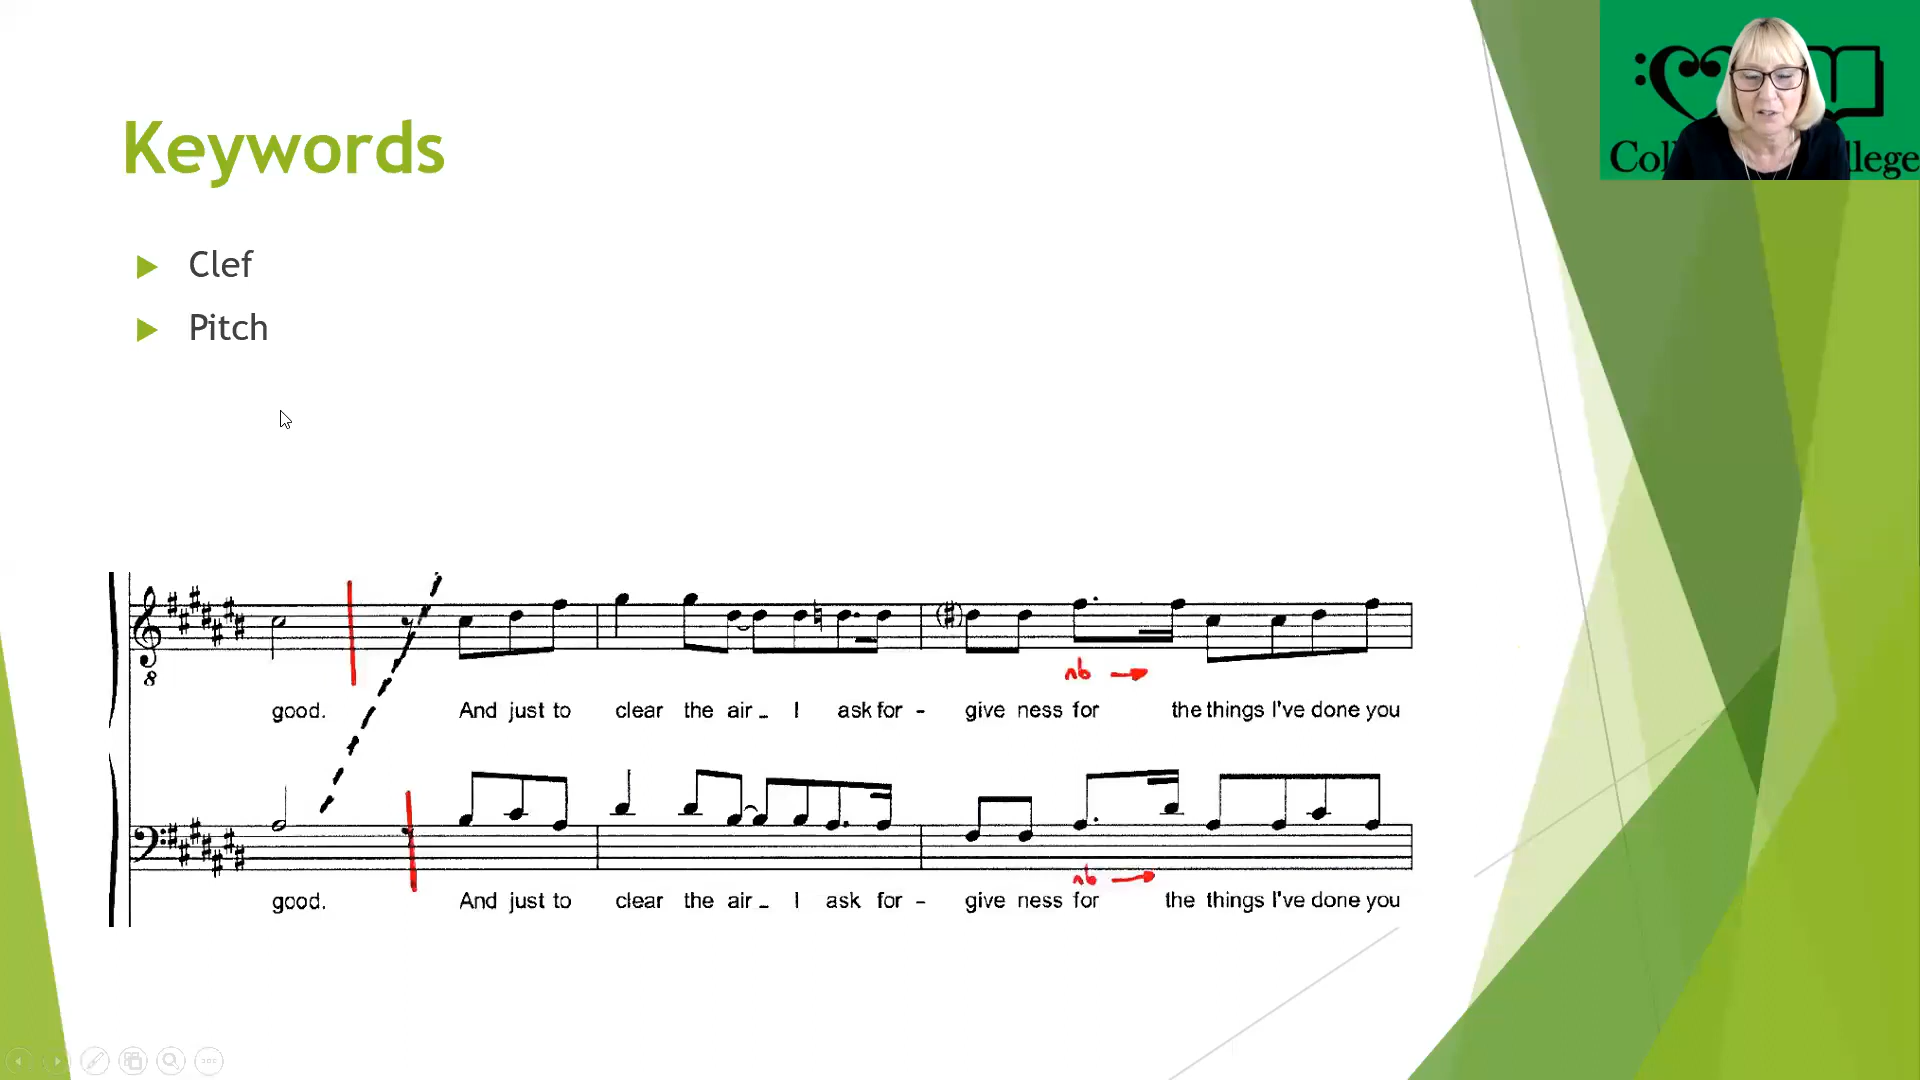 Keywords
Clef
Pitch
8
nb
good. And just to clear the air _ I ask for - give ness for the things I've done you
nb
good. And just to clear the air _ I ask for - give ness for the things I've done you